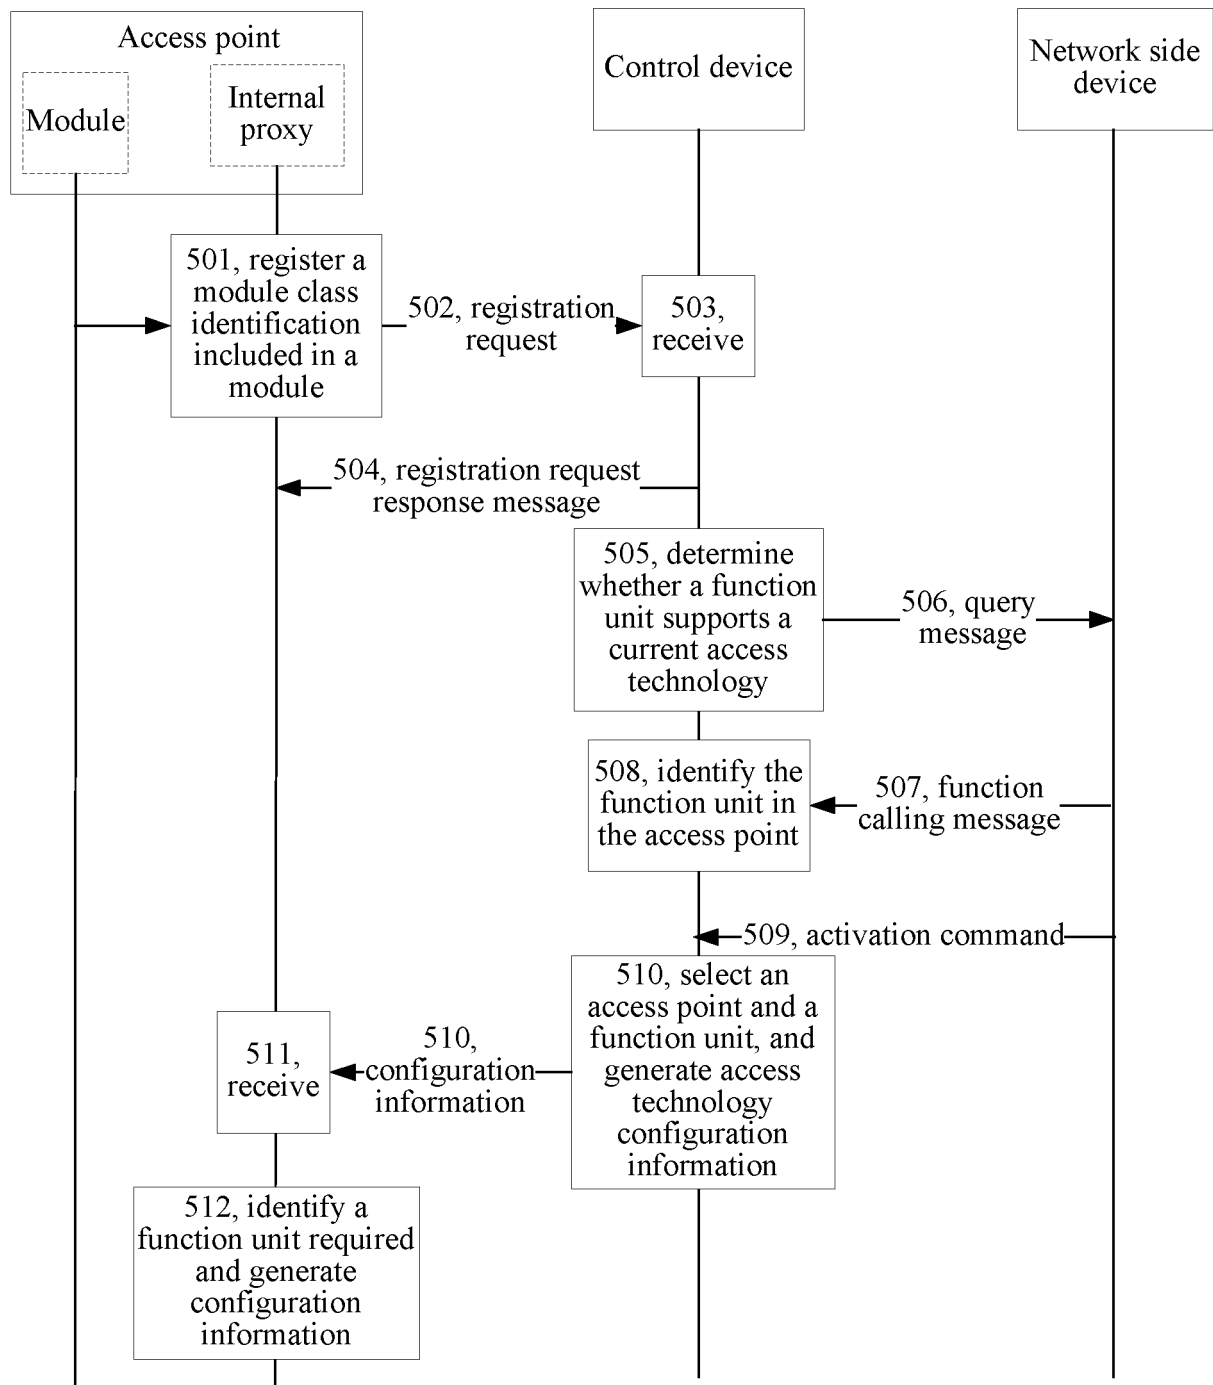 Access point
Module
Internal
proxy
Control device
Network side
device
501, register a
module class
identification
included in a
module
502, registration
request
503,
receive
504, registration request
response message
505, determine
whether a function
unit supports a
current access
technology
506, query
message
508, identify the
function unit in
the access point
507, function
calling message
509, activation command
510, select an
access point and a
function unit, and
generate access
technology
configuration
information
510,
configuration
information
511,
receive
512, identify a
function unit required
and generate
configuration
information